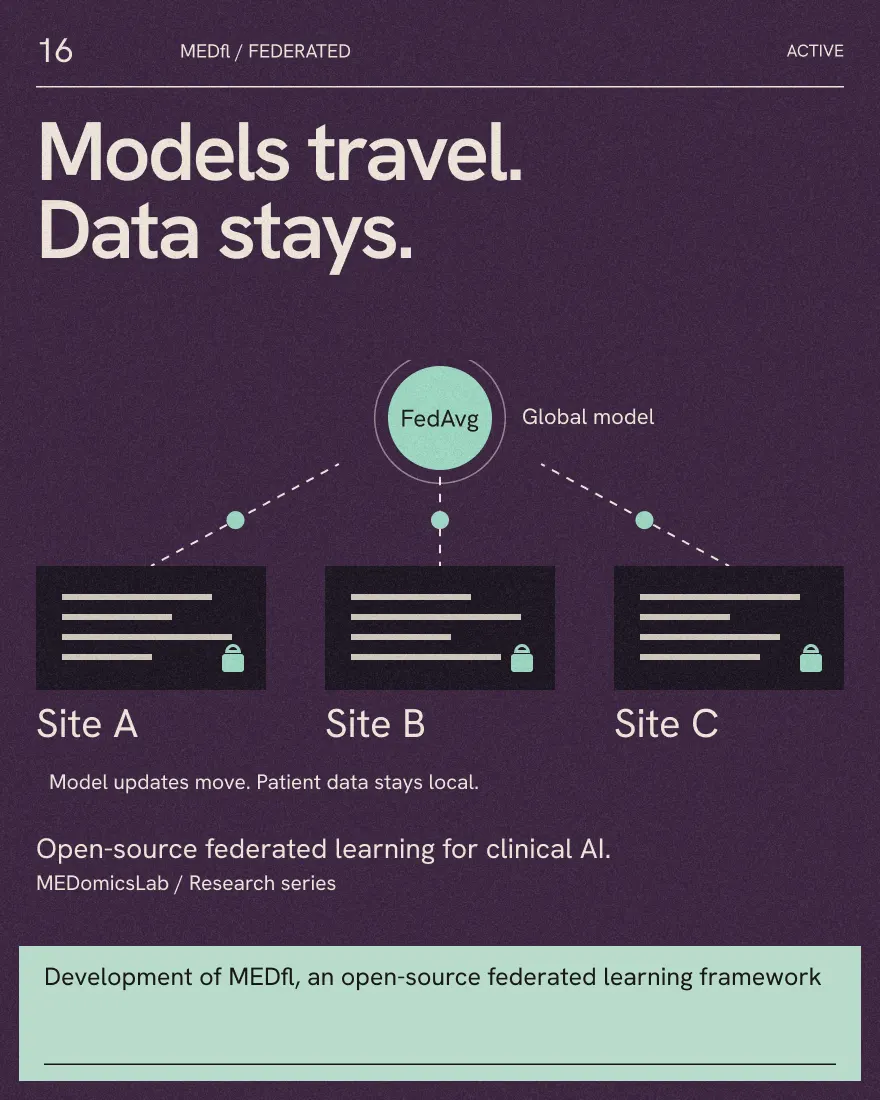 16
MEDfl / FEDERATED
ACTIVE
Models travel.
Data stays.
FedAvg
Global model
Site A
Site B
Site C
Model updates move. Patient data stays local.
Open-source federated learning for clinical AI.
MEDomicsLab / Research series
Development of MEDfl, an open-source federated learning framework